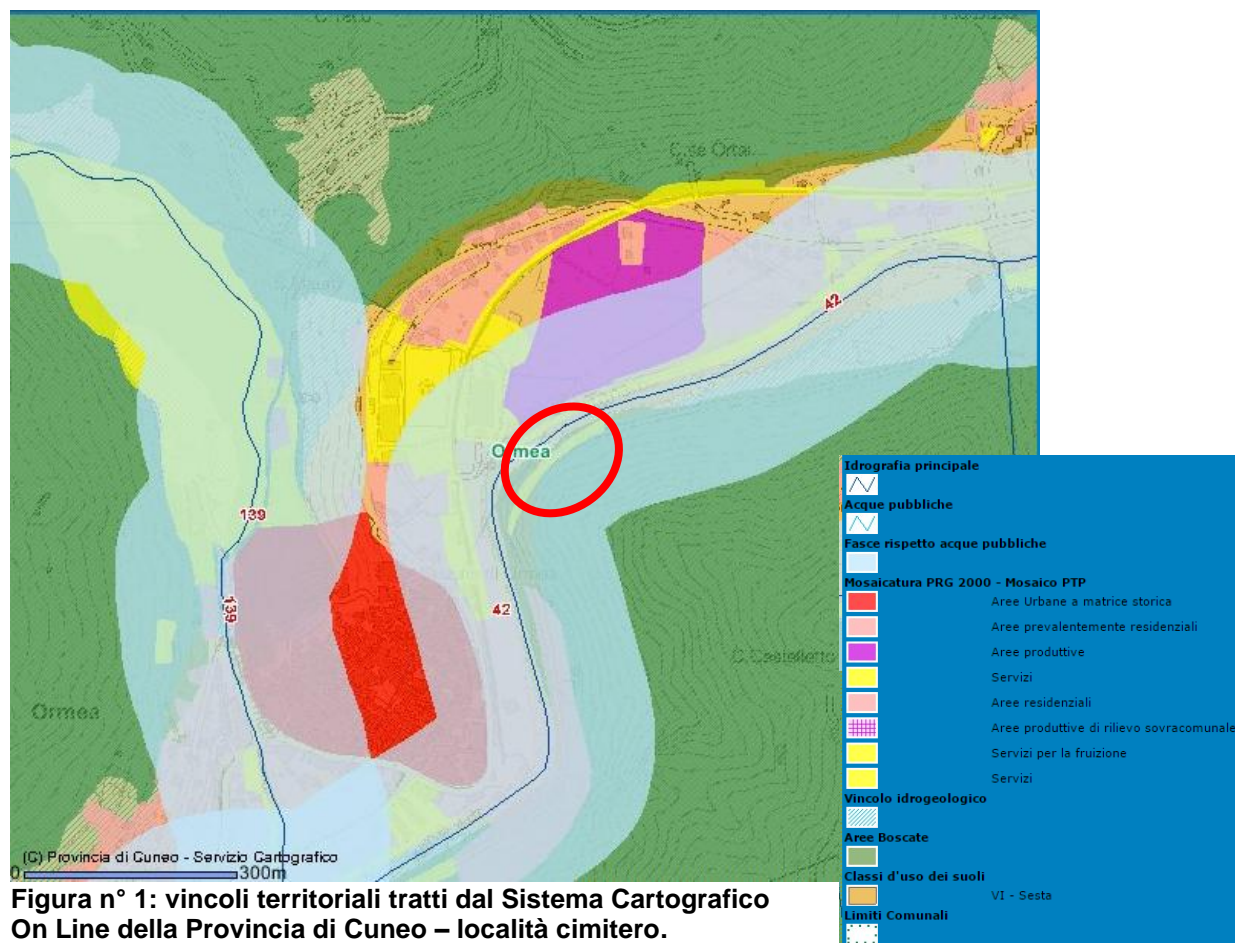 C.se Ortai
42
Ormea
139
139
42
C.Castelletto
Ormea
(C) Provincia di Cuneo - Servizio Cartografico
0 300m
Idrografia principale
Acque pubbliche
Fasce rispetto acque pubbliche
Mosaicatura PRG 2000 - Mosaico PTP
Aree Urbane a matrice storica
Aree prevalentemente residenziali
Aree produttive
Servizi
Aree residenziali
Aree produttive di rilievo sovracomunale
Servizi per la fruizione
Servizi
Vincolo idrogeologico
Aree Boscate
Classi d'uso dei suoli
VI - Sesta
Limiti Comunali
Figura n° 1: vincoli territoriali tratti dal Sistema Cartografico
On Line della Provincia di Cuneo – località cimitero.